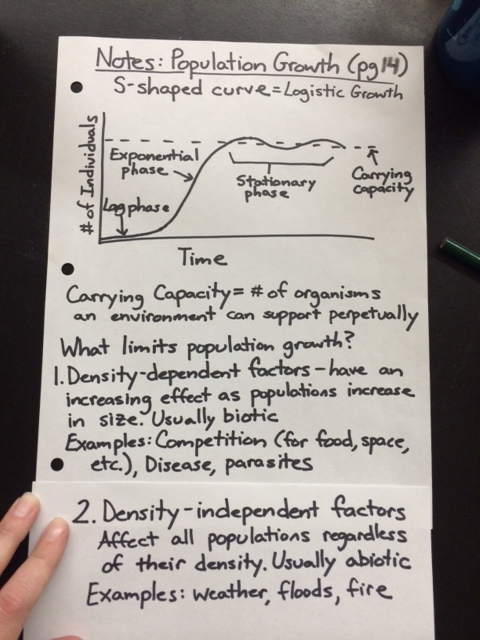 Notes: Population Growth (pg 14)
S-shaped curve = Logistic Growth
# of Individuals
Exponential
phase
Lag phase
Stationary
phase
Carrying
capacity
Time
Carrying Capacity = # of organisms
an environment can support perpetually
What limits population growth?
1. Density-dependent factors - have an
increasing effect as populations increase
in size. Usually biotic
Examples: Competition (for food, space,
etc.), Disease, parasites
2. Density-independent factors
Affect all populations regardless
of their density. Usually abiotic
Examples: weather, floods, fire